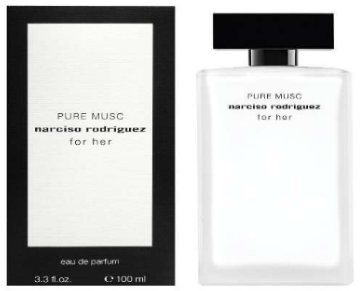 PURE MUSC
narciso rodriguez
for her
eau de parfum
3.3 fl.oz. ℮ 100 ml
PURE MUSC
narciso rodriguez
for her